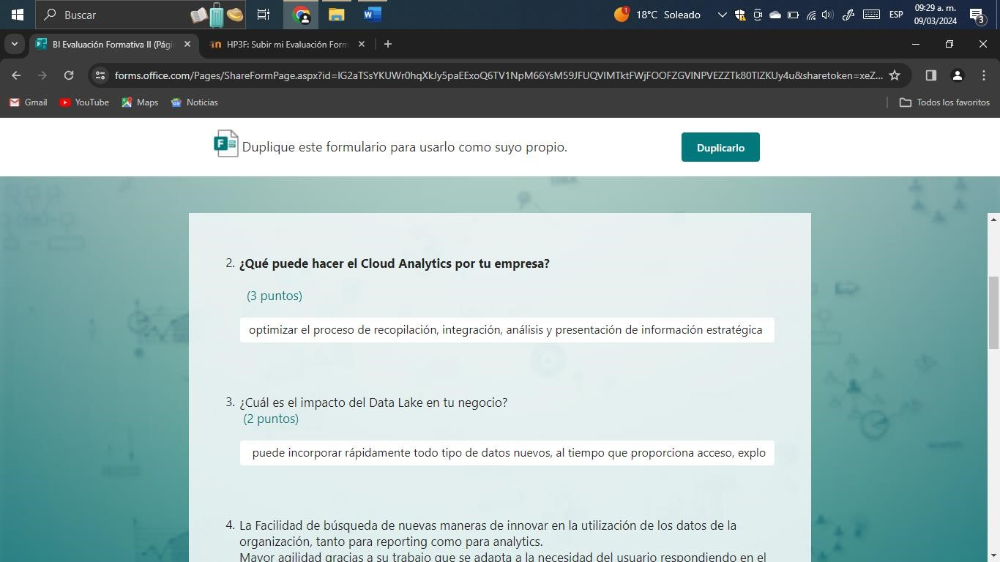 Buscar
18°C Soleado
ESP
09:29 a. m.
09/03/2024
3
BI Evaluación Formativa II (Pági
HP3F: Subir mi Evaluación Form
forms.office.com/Pages/ShareFormPage.aspx?id=IG2aTSsYKUWr0hqXkJy5paEExoQ6TV1NpM66YsM59JFUQVlMTktFWjFOOFZGVlNPVEZZTk80TlZKUy4u&sharetoken=xeZ...
Gmail
YouTube
Maps
Noticias
Todos los favoritos
Duplique este formulario para usarlo como suyo propio.
Duplicarlo
2. ¿Qué puede hacer el Cloud Analytics por tu empresa?
(3 puntos)
optimizar el proceso de recopilación, integración, análisis y presentación de información estratégica
3. ¿Cuál es el impacto del Data Lake en tu negocio?
(2 puntos)
puede incorporar rápidamente todo tipo de datos nuevos, al tiempo que proporciona acceso, explo
4. La Facilidad de búsqueda de nuevas maneras de innovar en la utilización de los datos de la
organización, tanto para reporting como para analytics.
Mayor agilidad gracias a su trabajo que se adapta a la necesidad del usuario respondiendo en el